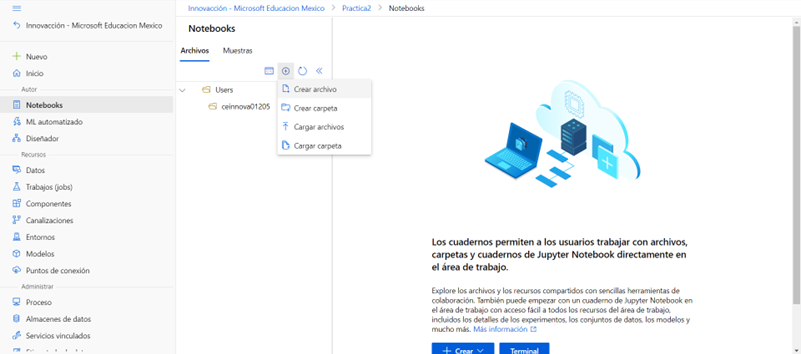 Innovacción - Microsoft Educacion Mexico > Practica2 > Notebooks
Innovacción - Microsoft Educacion Mexico
Nuevo
Inicio
Autor
Notebooks
ML automatizado
Diseñador
Recursos
Datos
Trabajos (jobs)
Componentes
Canalizaciones
Entornos
Modelos
Puntos de conexión
Administrar
Proceso
Almacenes de datos
Servicios vinculados
Notebooks
Archivos Muestras
Users
ceinnova01205
Crear archivo
Crear carpeta
Cargar archivos
Cargar carpeta
Los cuadernos permiten a los usuarios trabajar con archivos,
carpetas y cuadernos de Jupyter Notebook directamente en
el área de trabajo.
Explore los archivos y los recursos compartidos con sencillas herramientas de
colaboración. También puede empezar con un cuaderno de Jupyter Notebook en
el área de trabajo con acceso fácil a todos los recursos del área de trabajo,
incluidos los detalles de los experimentos, los conjuntos de datos, los modelos y
mucho más. Más información
Crear
Terminal